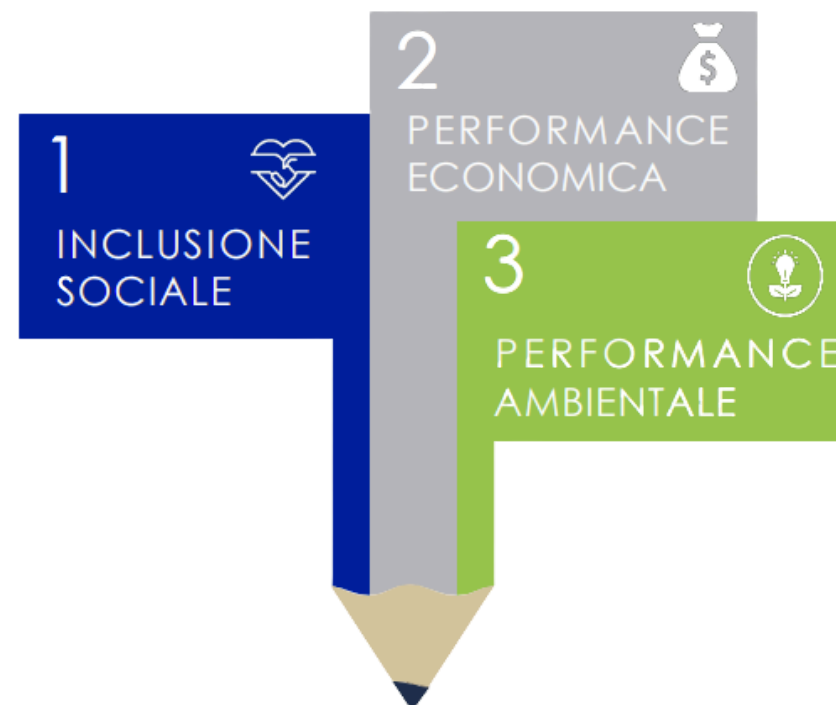 1
INCLUSIONE
SOCIALE
2
$
PERFORMANCE
ECONOMICA
3
PERFORMANCE
AMBIENTALE